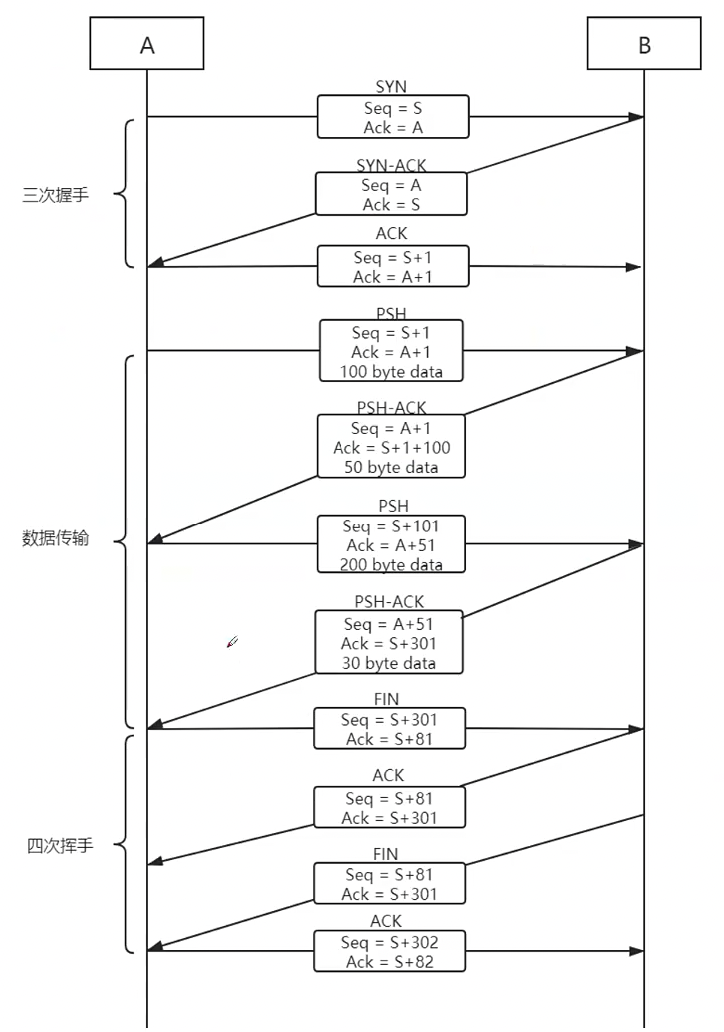 A
B
SYN
Seq = S
Ack = A
SYN-ACK
Seq = A
Ack = S
三次握手
ACK
Seq = S+1
Ack = A+1
PSH
Seq = S+1
Ack = A+1
100 byte data
PSH-ACK
Seq = A+1
Ack = S+1+100
50 byte data
数据传输
PSH
Seq = S+101
Ack = A+51
200 byte data
PSH-ACK
Seq = A+51
Ack = S+301
30 byte data
FIN
Seq = S+301
Ack = S+81
ACK
Seq = S+81
Ack = S+301
四次挥手
FIN
Seq = S+81
Ack = S+301
ACK
Seq = S+302
Ack = S+82